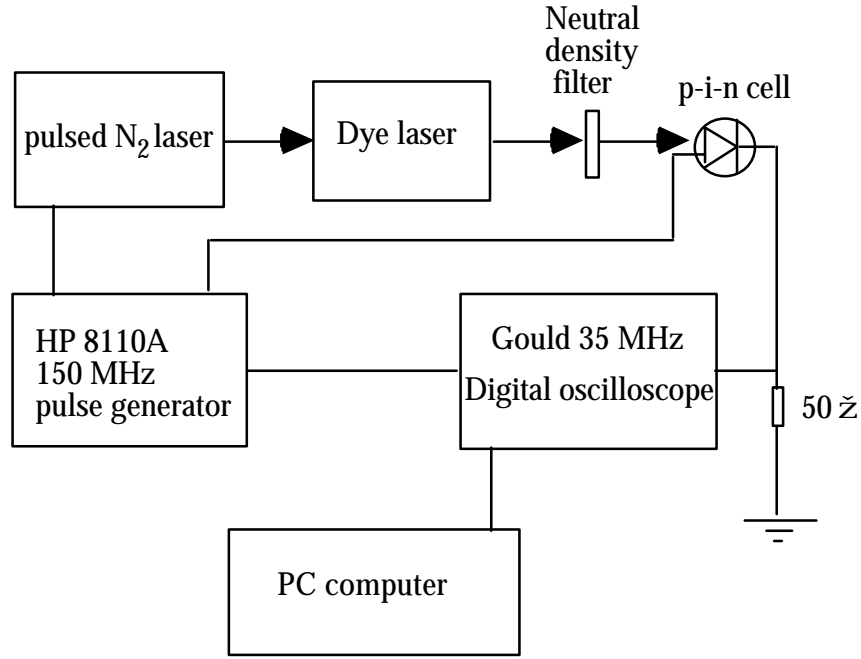 Neutral
density
filter
p-i-n cell
pulsed N₂ laser
Dye laser
HP 8110A
150 MHz
pulse generator
Gould 35 MHz
Digital oscilloscope
50 ž
PC computer